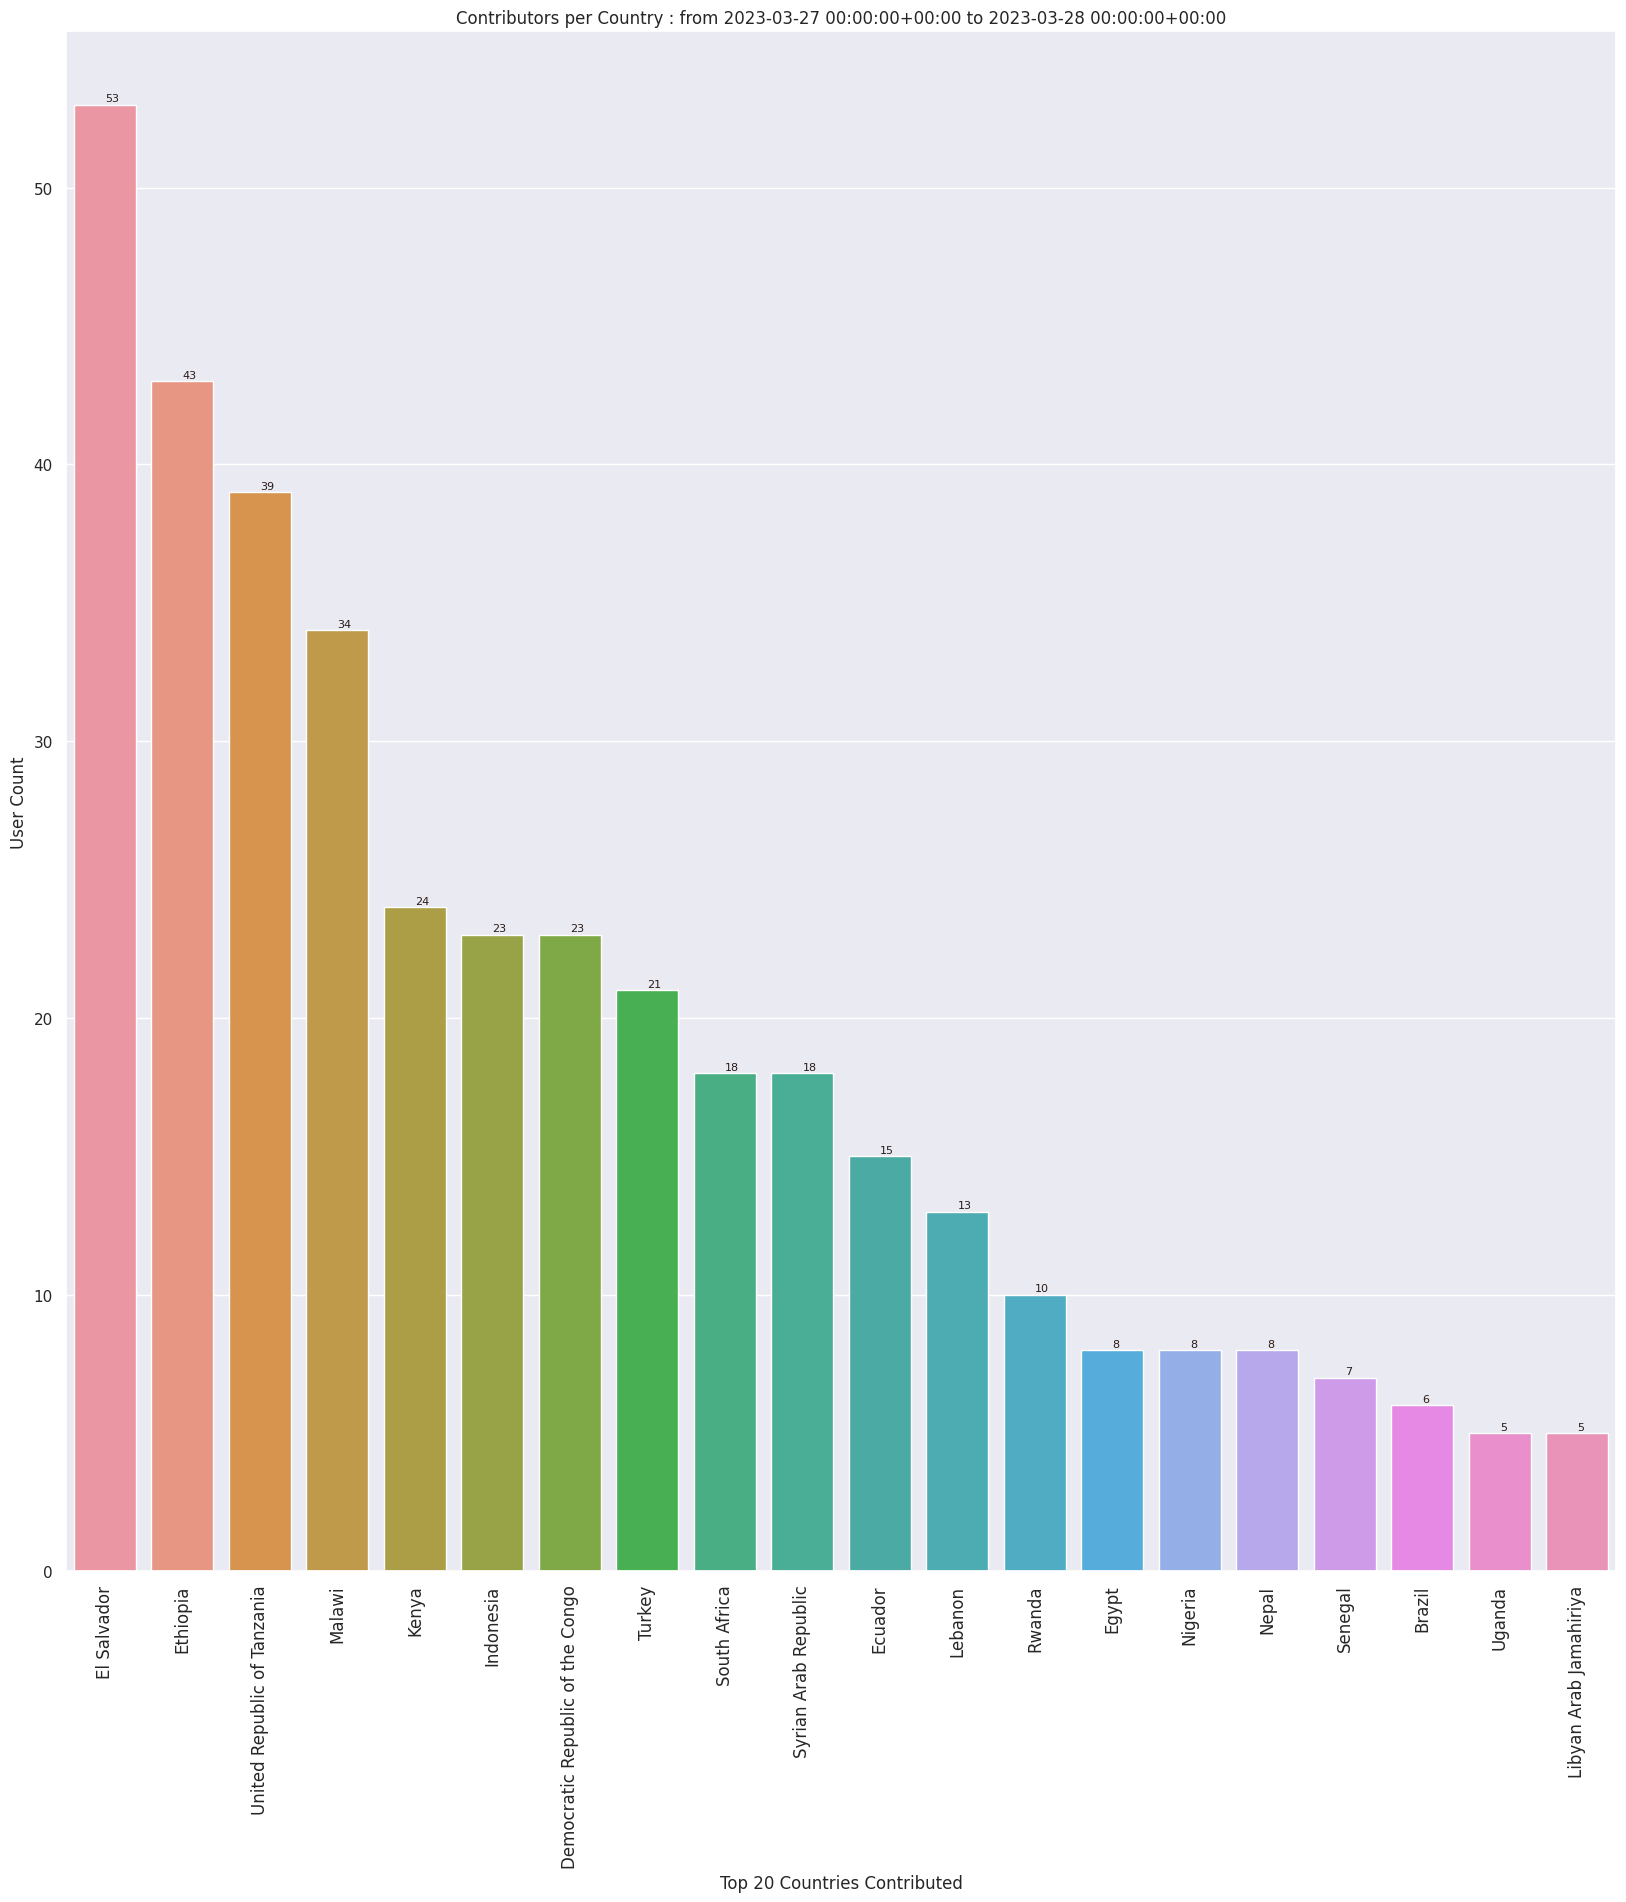 Contributors per Country : from 2023-03-27 00:00:00+00:00 to 2023-03-28 00:00:00+00:00
User Count
50
40
30
20
10
0
53
43
39
34
24
23
23
21
18
18
15
13
10
8
8
8
7
6
5
5
El Salvador
Ethiopia
United Republic of Tanzania
Malawi
Kenya
Indonesia
Democratic Republic of the Congo
Turkey
South Africa
Syrian Arab Republic
Ecuador
Lebanon
Rwanda
Egypt
Nigeria
Nepal
Senegal
Brazil
Uganda
Libyan Arab Jamahiriya
Top 20 Countries Contributed